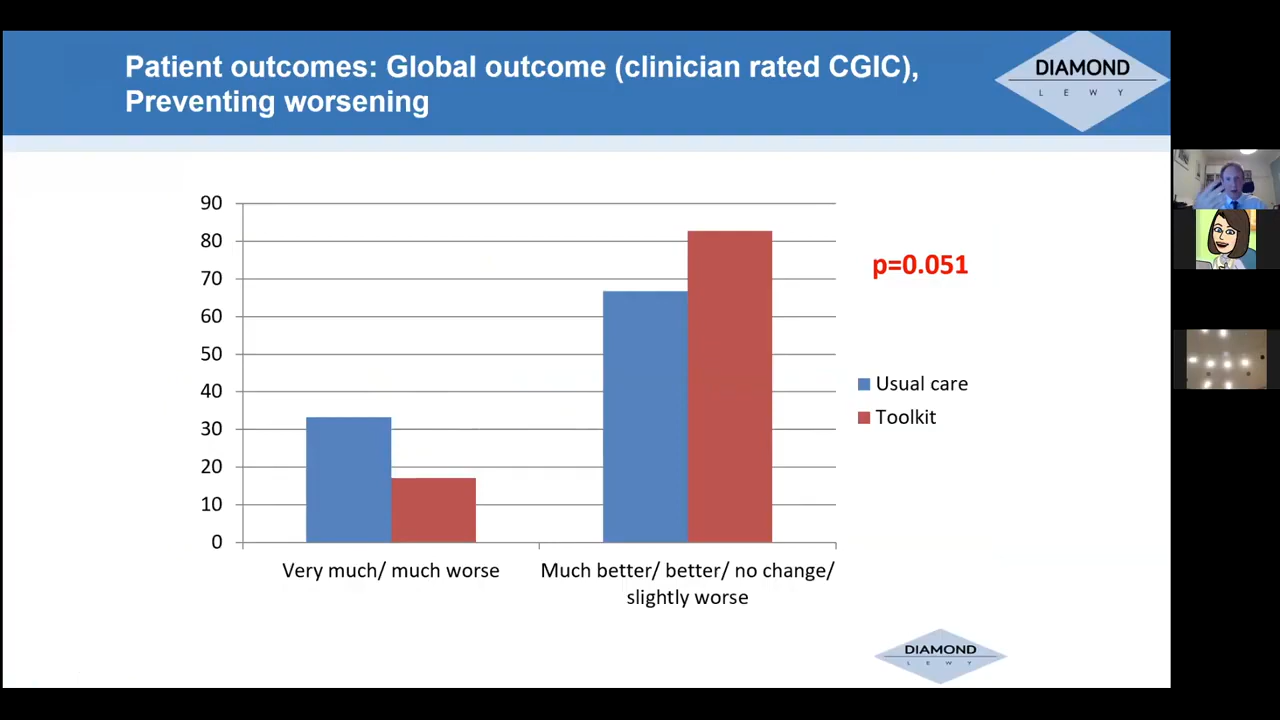 Patient outcomes: Global outcome (clinician rated CGIC),
Preventing worsening
DIAMOND
L E W Y
90
80
70
60
50
40
30
20
10
0
p=0.051
Usual care
Toolkit
Very much/ much worse
Much better/ better/ no change/
slightly worse
DIAMOND
L E W Y